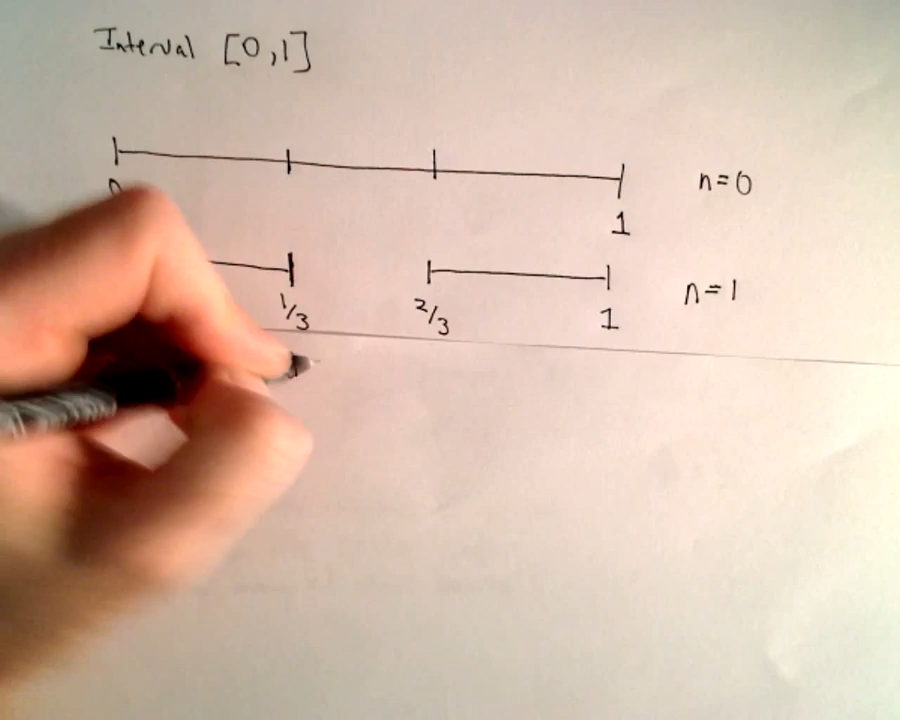 Interval [0,1]
n=0
1
n=1
1/3 2/3 1